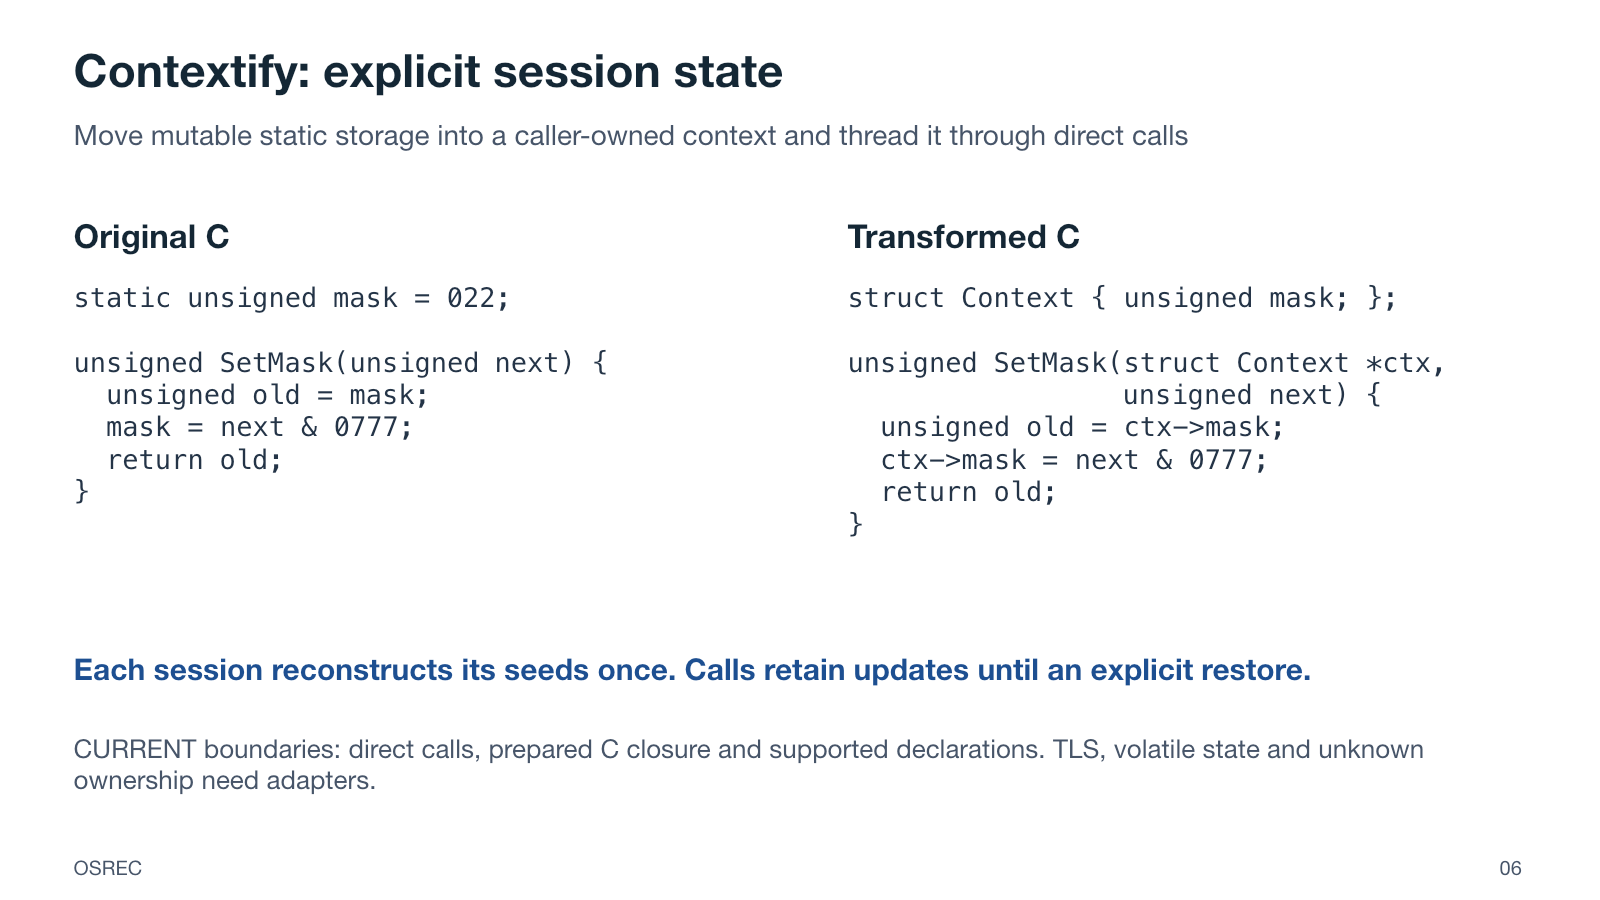 Contextify: explicit session state
Move mutable static storage into a caller-owned context and thread it through direct calls
Original C
static unsigned mask = 022;
unsigned SetMask(unsigned next) {
  unsigned old = mask;
  mask = next & 0777;
  return old;
}
Transformed C
struct Context { unsigned mask; };
unsigned SetMask(struct Context *ctx,
                 unsigned next) {
  unsigned old = ctx->mask;
  ctx->mask = next & 0777;
  return old;
}
Each session reconstructs its seeds once. Calls retain updates until an explicit restore.
CURRENT boundaries: direct calls, prepared C closure and supported declarations. TLS, volatile state and unknown
ownership need adapters.
OSREC
06